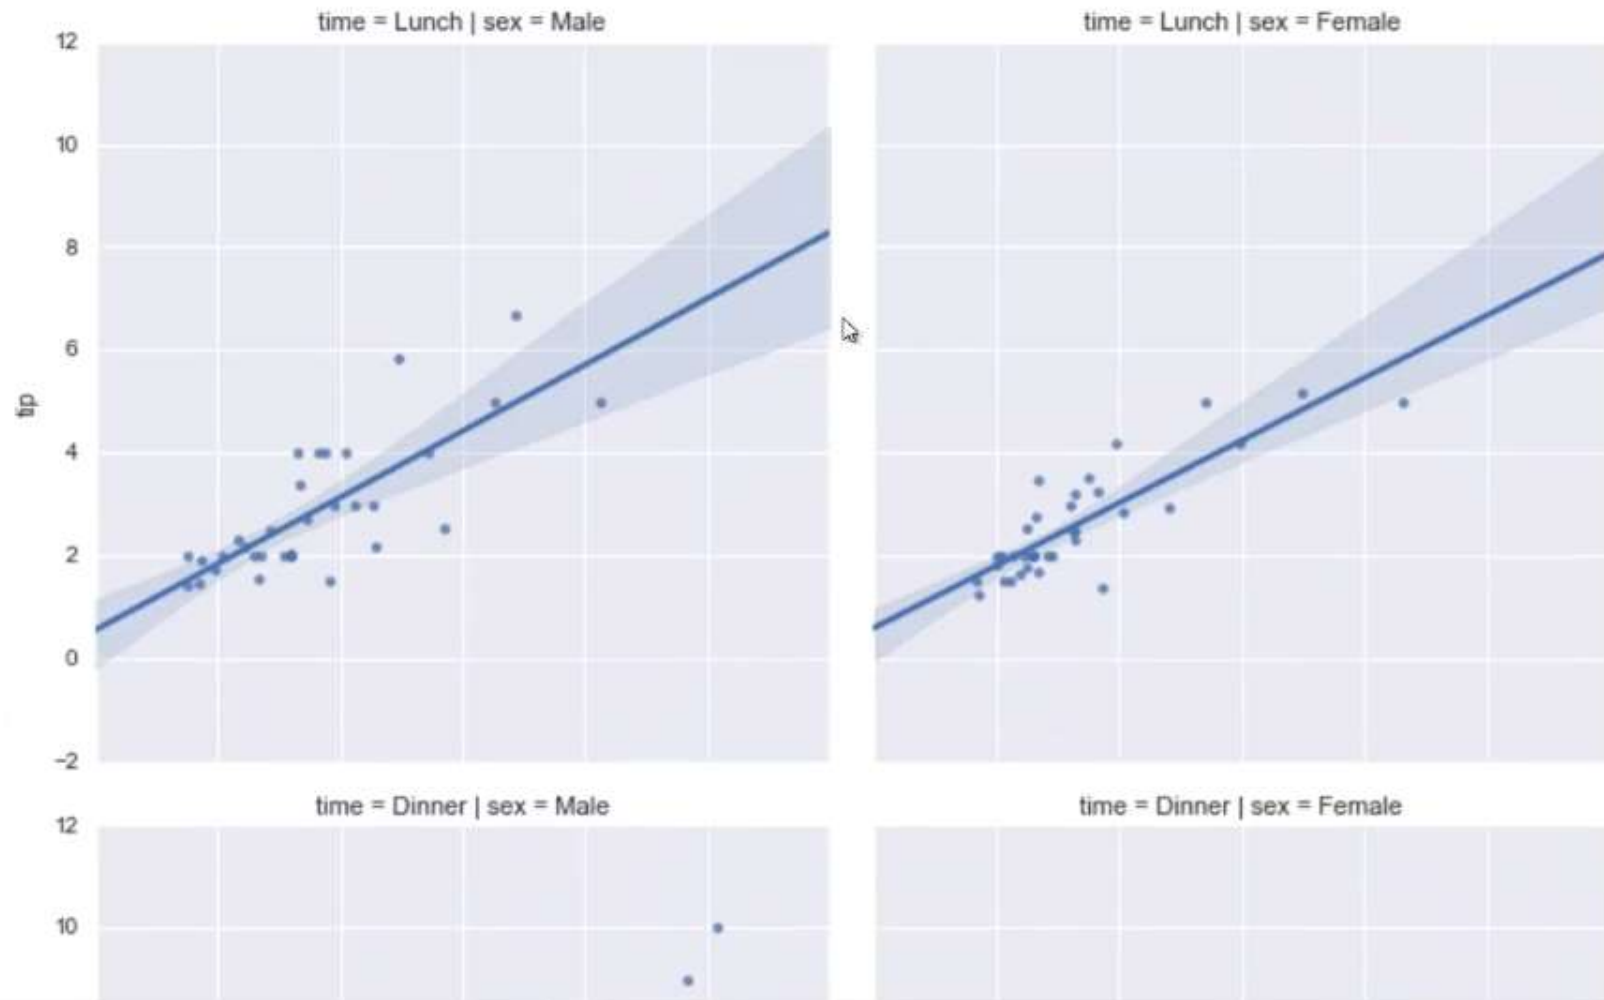 time = Lunch | sex = Male
time = Lunch | sex = Female
12
10
8
6
tip
4
2
0
−2
time = Dinner | sex = Male
time = Dinner | sex = Female
12
10